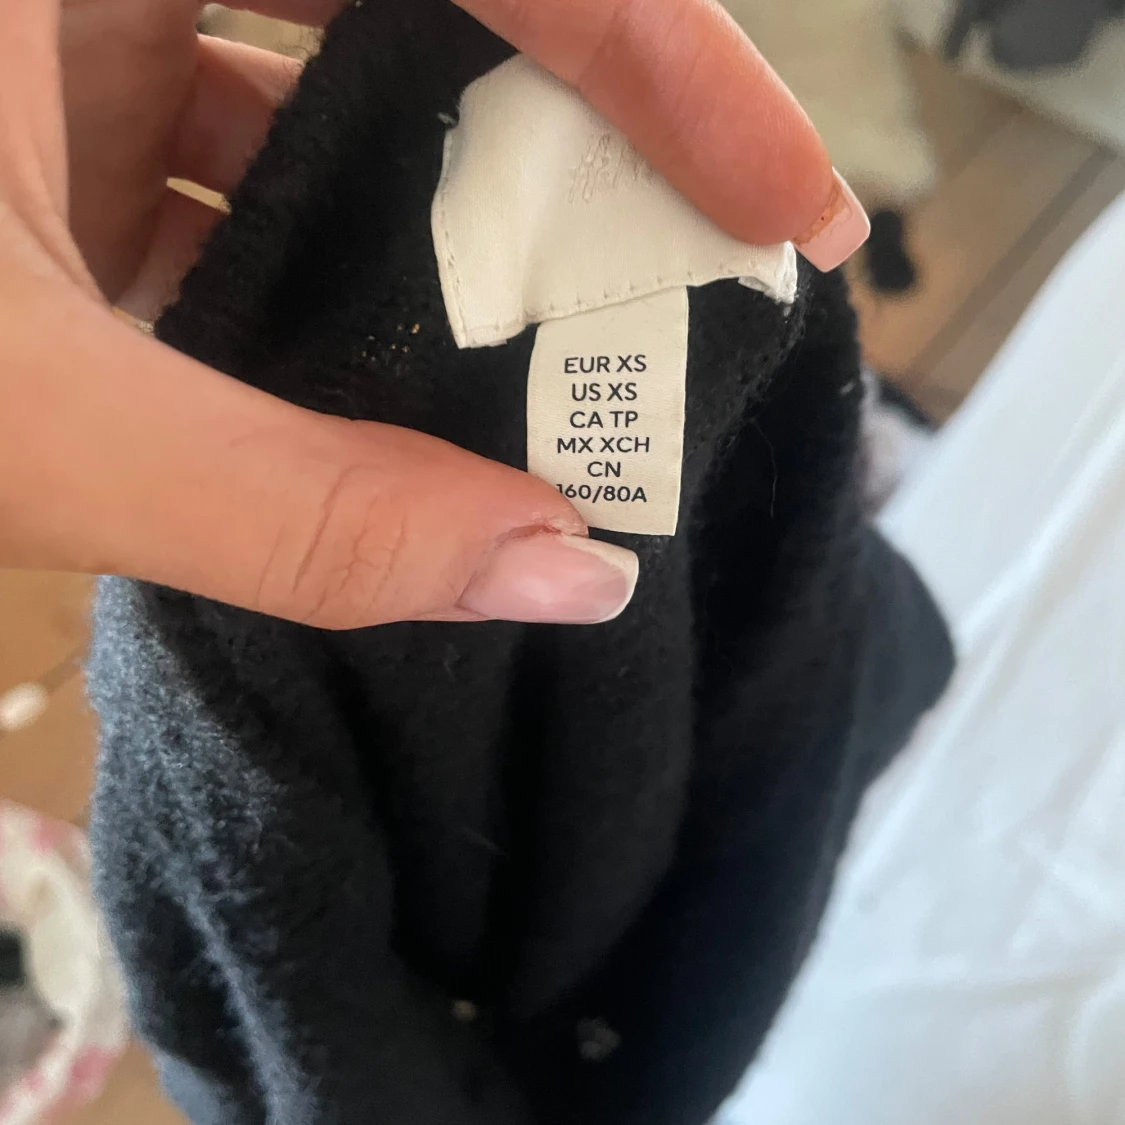 EUR XS
US XS
CA TP
MX XCH
CN
160/80A